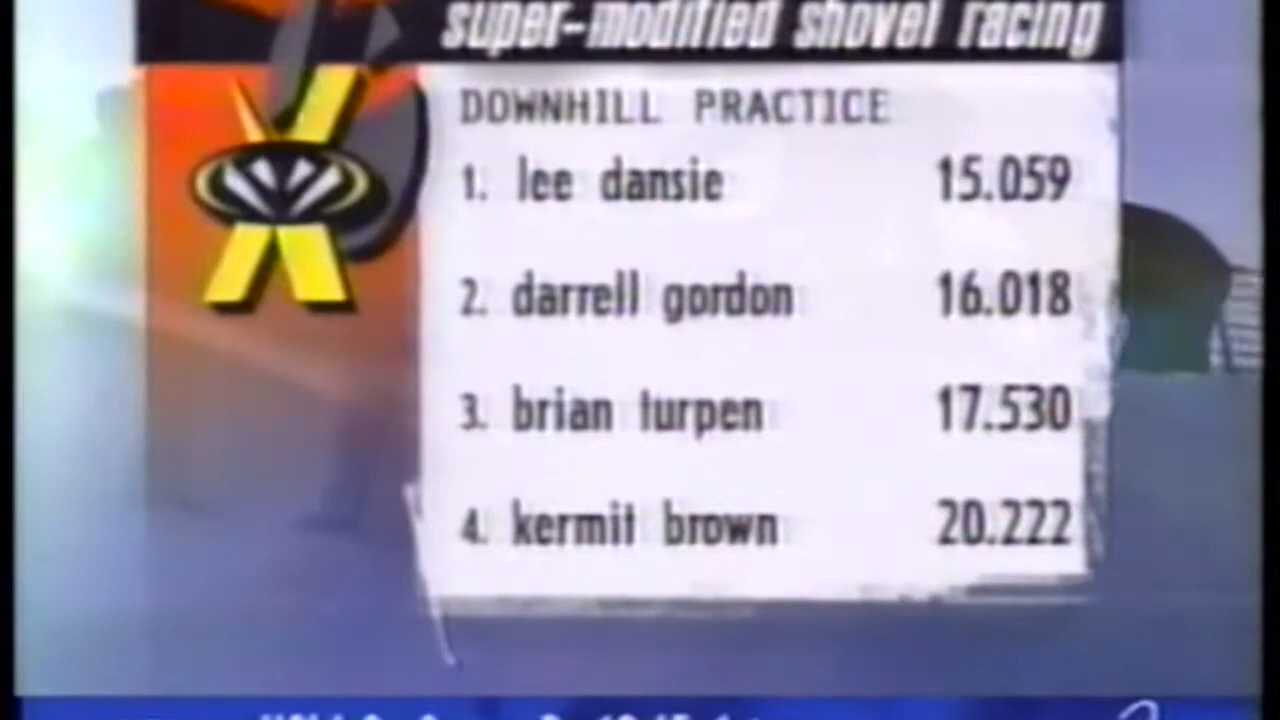 super-modified shovel racing
DOWNHILL PRACTICE
1. lee dansie 15.059
2. darrell gordon 16.018
3. brian turpen 17.530
4. kermit brown 20.222